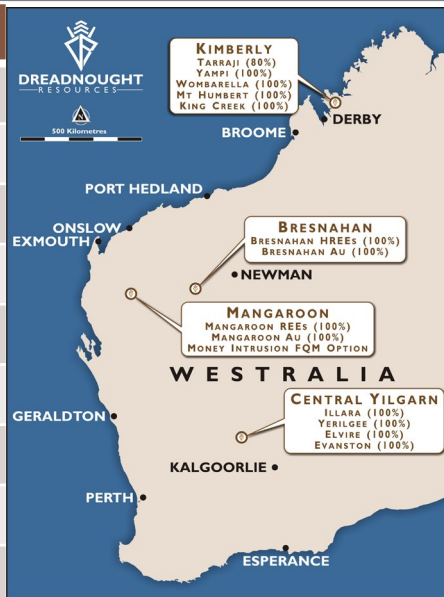 DREADNOUGHT
RESOURCES
500 Kilometres
KIMBERLY
TARRAJI (80%)
YAMPI (100%)
WOMBARELLA (100%)
MT HUMBERT (100%)
KING CREEK (100%)
DERBY
BROOME
PORT HEDLAND
ONSLOW
EXMOUTH
BRESNAHAN
BRESNAHAN HREES (100%)
BRESNAHAN AU (100%)
NEWMAN
MANGAROON
MANGAROON REES (100%)
MANGAROON AU (100%)
MONEY INTRUSION FQM OPTION
WESTRALIA
CENTRAL YILGARN
ILLARA (100%)
YERILGEE (100%)
ELVIRE (100%)
EVANSTON (100%)
GERALDTON
KALGOORLIE
PERTH
ESPERANCE